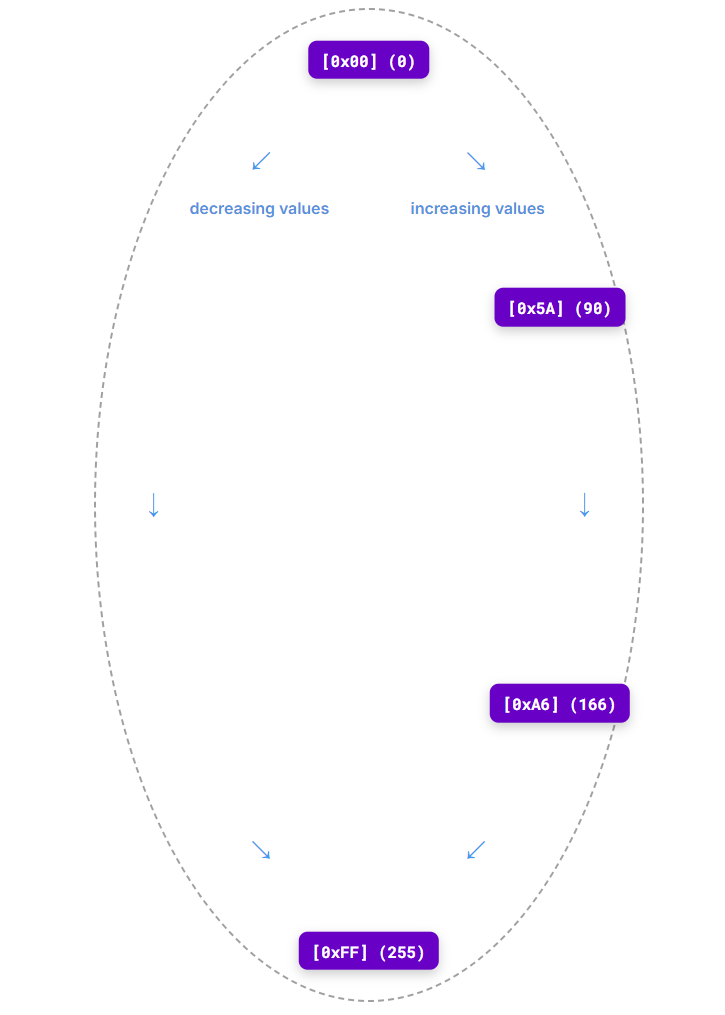 [0x00] (0)
↙ ↘
decreasing values increasing values
[0x5A] (90)
↓ ↓
[0xA6] (166)
↘ ↙
[0xFF] (255)